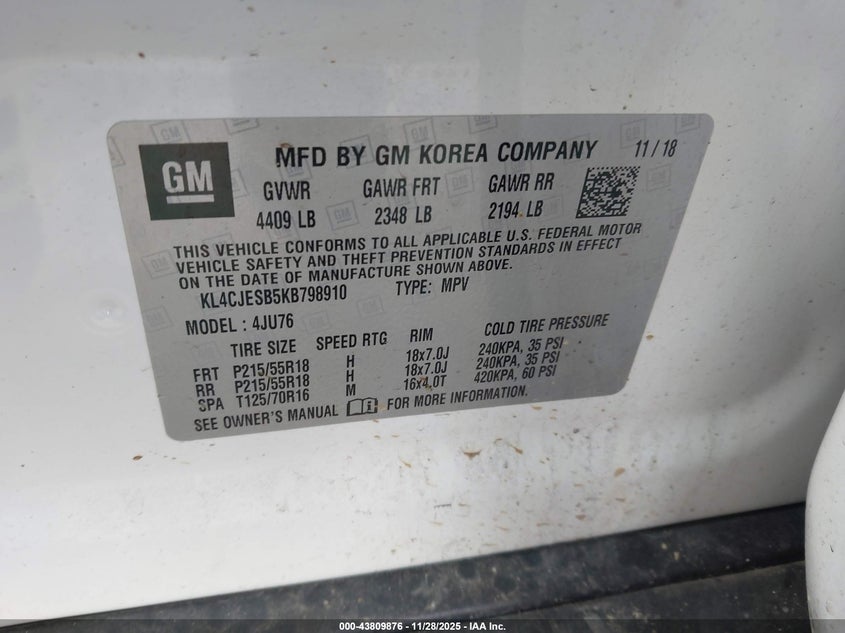 GM MFD BY GM KOREA COMPANY 11 / 18
GVWR GAWR FRT GAWR RR
4409 LB 2348 LB 2194 LB
THIS VEHICLE CONFORMS TO ALL APPLICABLE U.S. FEDERAL MOTOR
VEHICLE SAFETY AND THEFT PREVENTION STANDARDS IN EFFECT
ON THE DATE OF MANUFACTURE SHOWN ABOVE.
KL4CJESB5KB798910 TYPE: MPV
MODEL : 4JU76
TIRE SIZE SPEED RTG RIM COLD TIRE PRESSURE
FRT P215/55R18 H 18x7.0J 240KPA, 35 PSI
RR P215/55R18 H 18x7.0J 240KPA, 35 PSI
SPA T125/70R16 M 16x4.0T 420KPA, 60 PSI
SEE OWNER'S MANUAL FOR MORE INFORMATION.
000-43809876 - 11/28/2025 - IAA Inc.